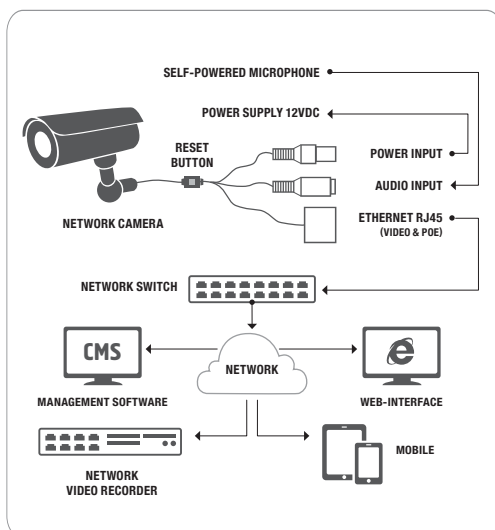 SELF-POWERED MICROPHONE
POWER SUPPLY 12VDC
RESET
BUTTON
POWER INPUT
AUDIO INPUT
NETWORK CAMERA
ETHERNET RJ45
(VIDEO & POE)
NETWORK SWITCH
CMS
NETWORK
MANAGEMENT SOFTWARE
WEB-INTERFACE
MOBILE
NETWORK
VIDEO RECORDER